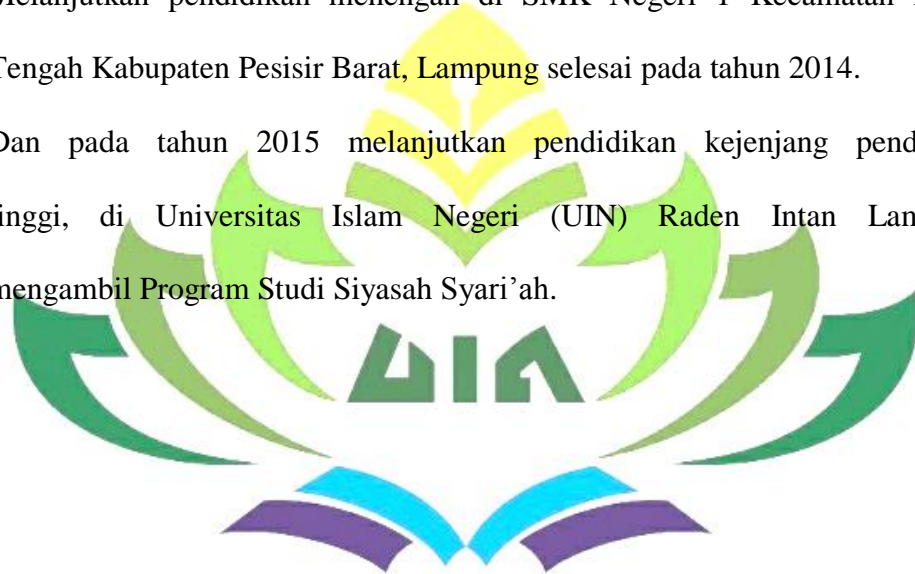 Melanjutkan pendidikan menengah di SMK Negeri 1 Kecamatan
Tengah Kabupaten Pesisir Barat, Lampung selesai pada tahun 2014.
Dan pada tahun 2015 melanjutkan pendidikan kejenjang
tinggi, di Universitas Islam Negeri (UIN) Raden Intan
mengambil Program Studi Siyasah Syari’ah.
UIN